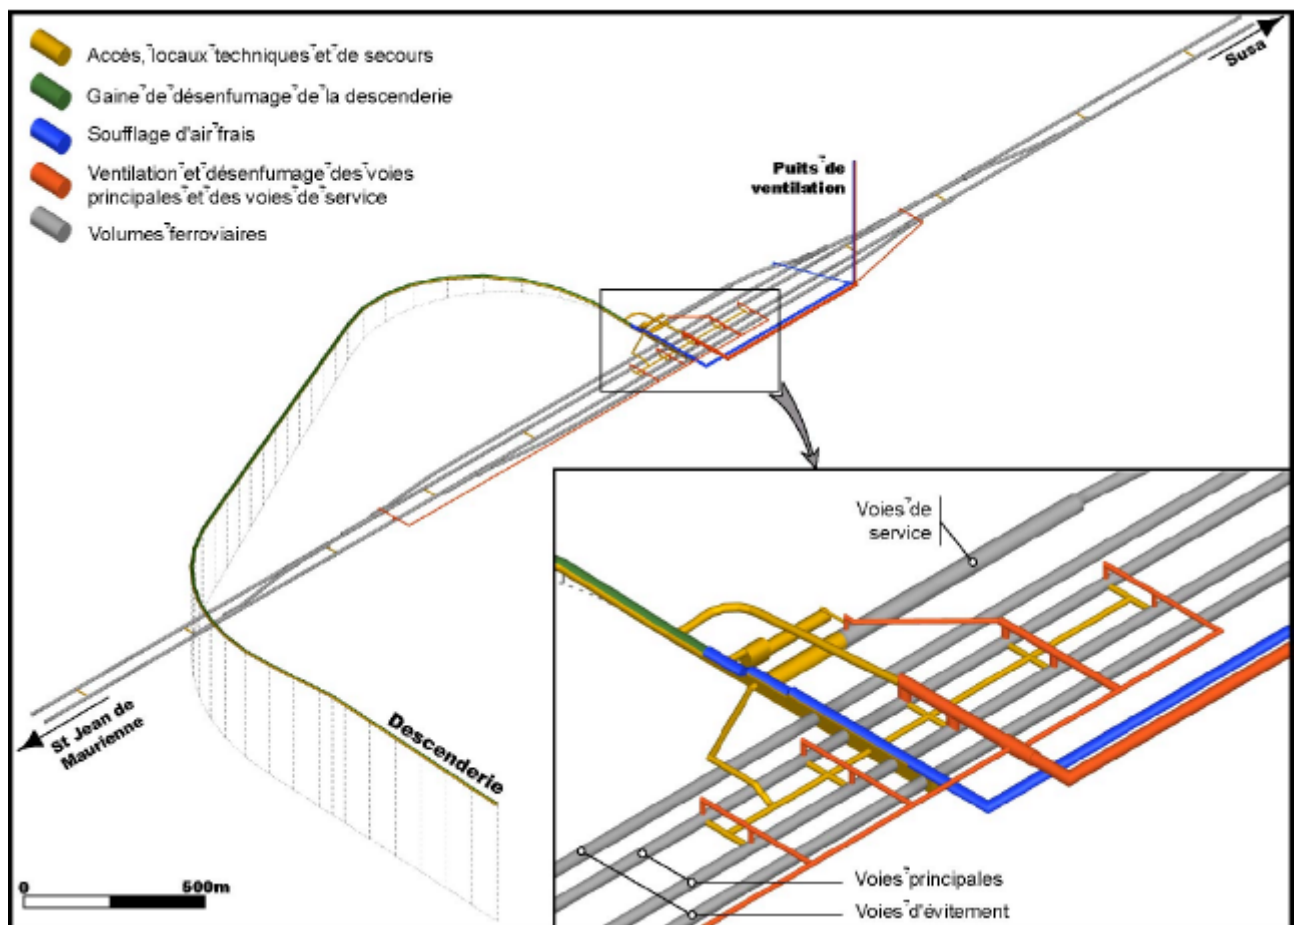 Accès, locaux techniques et de secours
Gaine de désenfumage de la descenderie
Soufflage d'air frais
Ventilation et désenfumage des voies
principales et des voies de service
Volumes ferroviaires
Susa
Puits de
ventilation
St Jean de
Maurienne
Descenderie
0 500m
Voies de
service
Voies principales
Voies d'évitement